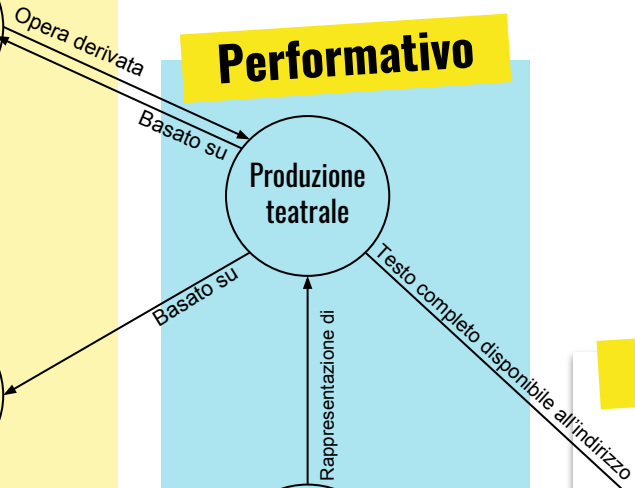 Opera derivata
Performativo
Basato su
Produzione
teatrale
Basato su
Testo completo disponibile all'indirizzo
Rappresentazione di